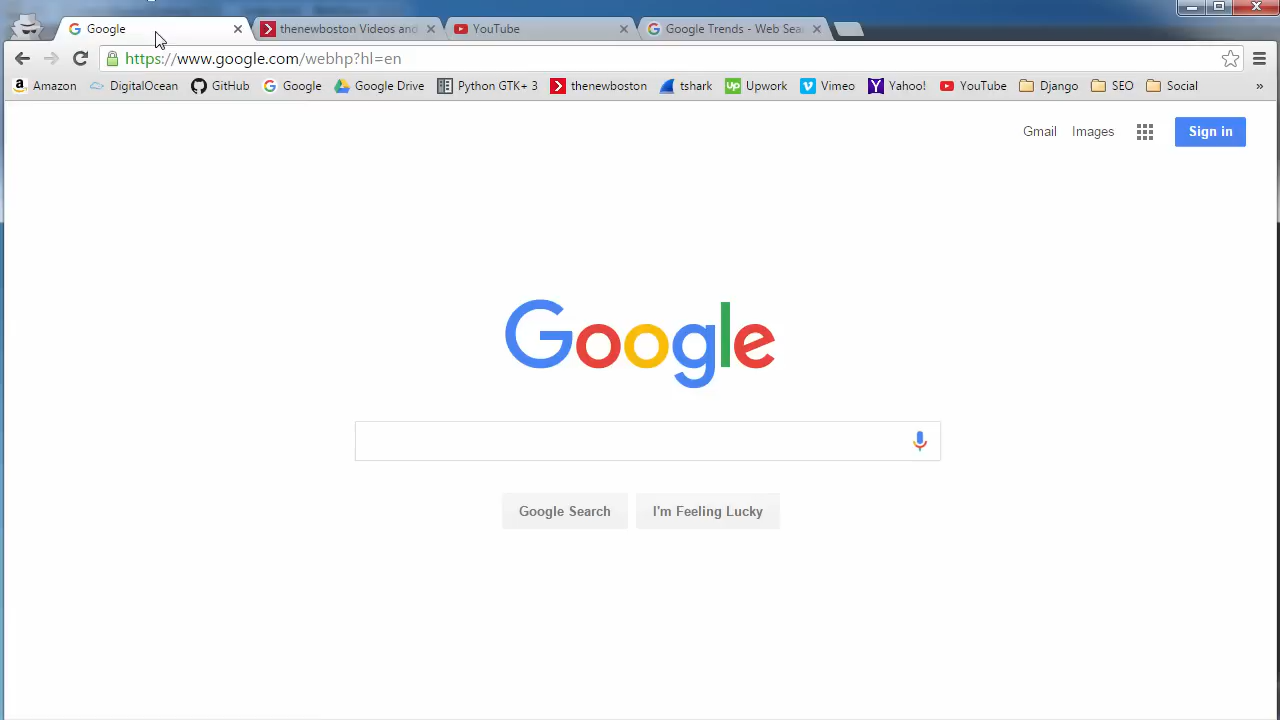 Google
thenewboston Videos and
YouTube
Google Trends - Web Sea
https://www.google.com/webhp?hl=en
Amazon
DigitalOcean
GitHub
Google
Google Drive
Python GTK+ 3
thenewboston
tshark
Upwork
Vimeo
Yahoo!
YouTube
Django
SEO
Social
»
Gmail
Images
Sign in
Google
Google Search
I'm Feeling Lucky